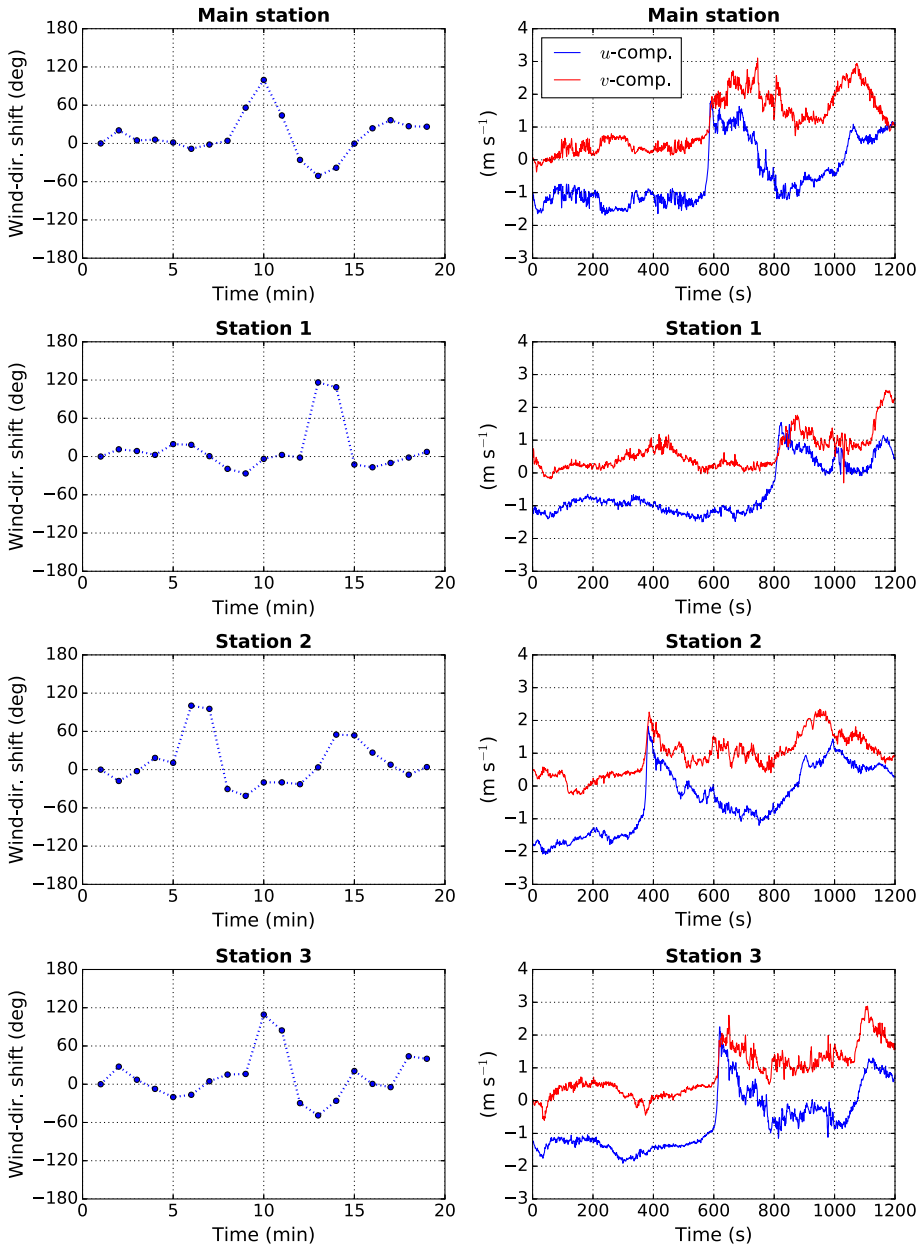 Main station
Wind-dir. shift (deg)
180
120
60
0
−60
−120
−180
0 5 10 15 20
Time (min)
Main station
(m s⁻¹)
4
3
2
1
0
−1
−2
−3
u-comp.
v-comp.
0 200 400 600 800 1000 1200
Time (s)
Station 1
Wind-dir. shift (deg)
180
120
60
0
−60
−120
−180
0 5 10 15 20
Time (min)
Station 1
(m s⁻¹)
4
3
2
1
0
−1
−2
−3
0 200 400 600 800 1000 1200
Time (s)
Station 2
Wind-dir. shift (deg)
180
120
60
0
−60
−120
−180
0 5 10 15 20
Time (min)
Station 2
(m s⁻¹)
4
3
2
1
0
−1
−2
−3
0 200 400 600 800 1000 1200
Time (s)
Station 3
Wind-dir. shift (deg)
180
120
60
0
−60
−120
−180
0 5 10 15 20
Time (min)
Station 3
(m s⁻¹)
4
3
2
1
0
−1
−2
−3
0 200 400 600 800 1000 1200
Time (s)